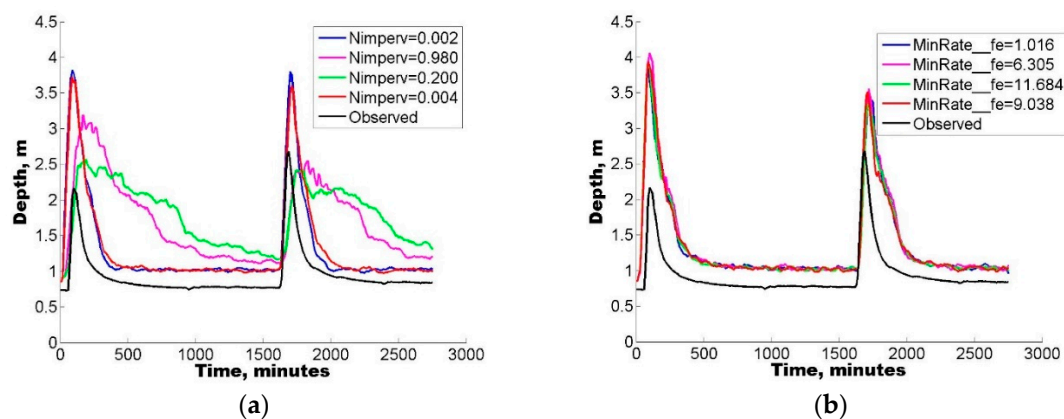 4.5
4
3.5
3
2.5
2
1.5
1
0.5
0
Depth, m
0 500 1000 1500 2000 2500 3000
Time, minutes
Nimperv=0.002
Nimperv=0.980
Nimperv=0.200
Nimperv=0.004
Observed
(a)
4.5
4
3.5
3
2.5
2
1.5
1
0.5
0
Depth, m
0 500 1000 1500 2000 2500 3000
Time, minutes
MinRate__fe=1.016
MinRate__fe=6.305
MinRate__fe=11.684
MinRate__fe=9.038
Observed
(b)